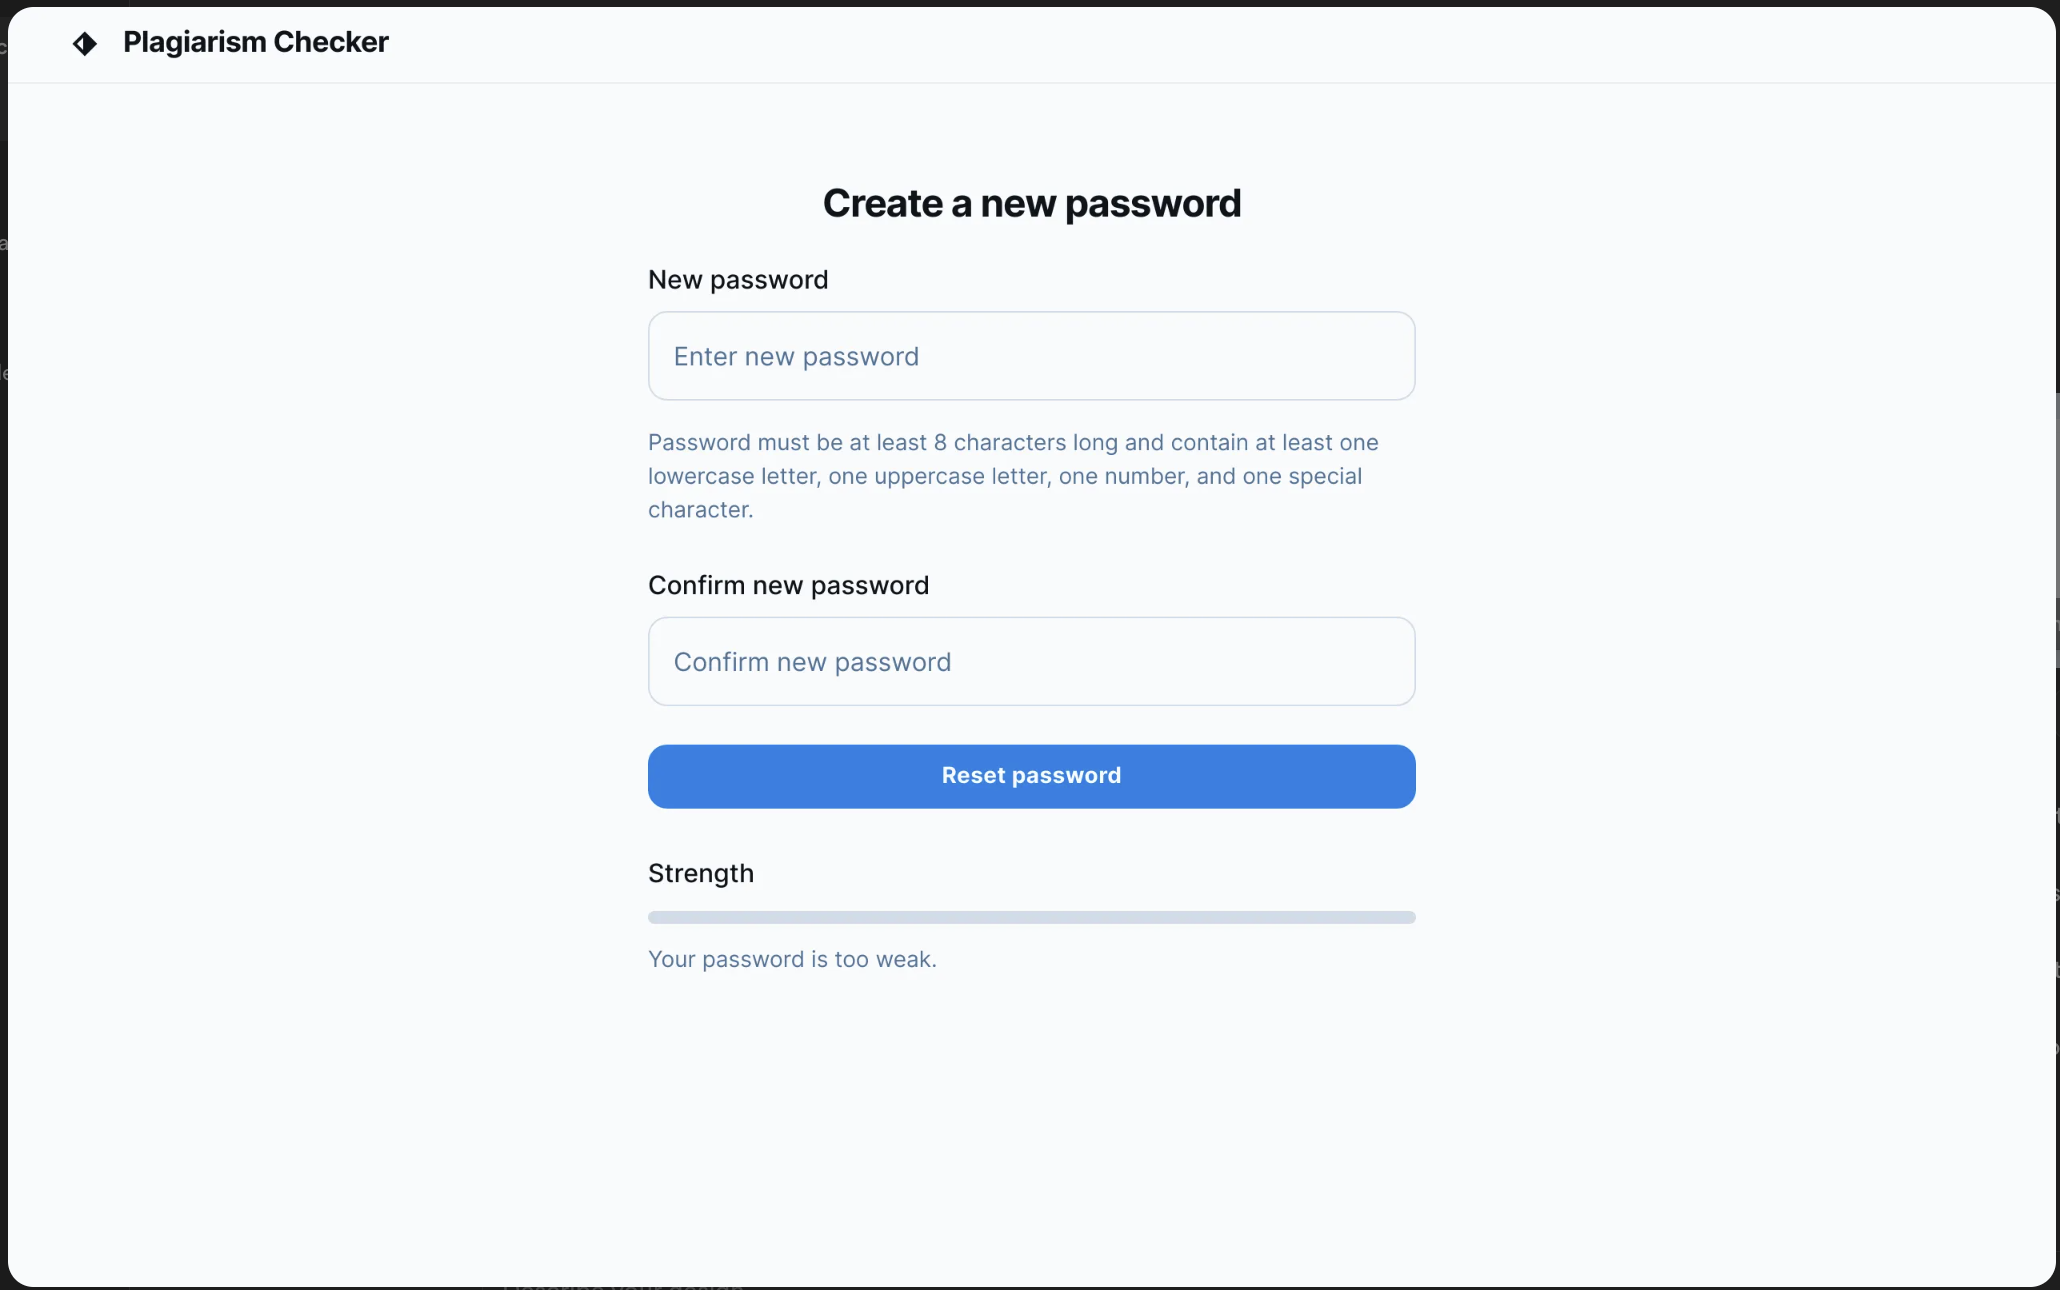 Plagiarism Checker
Create a new password
New password
Enter new password
Password must be at least 8 characters long and contain at least one
lowercase letter, one uppercase letter, one number, and one special
character.
Confirm new password
Confirm new password
Reset password
Strength
Your password is too weak.